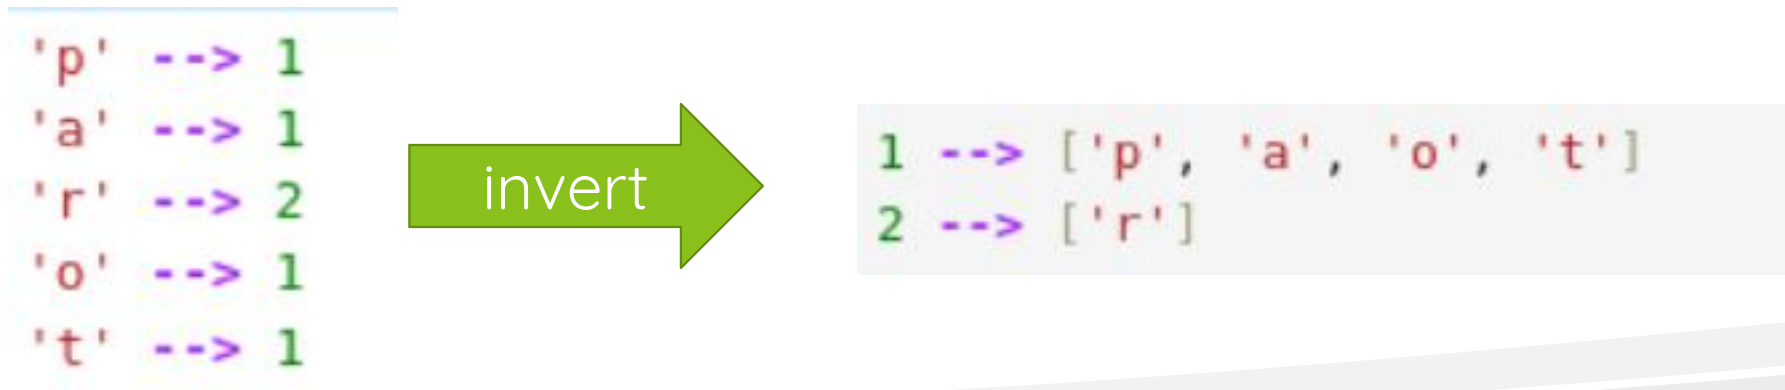 'p' --> 1
'a' --> 1
'r' --> 2
'o' --> 1
't' --> 1
invert
1 --> ['p', 'a', 'o', 't']
2 --> ['r']